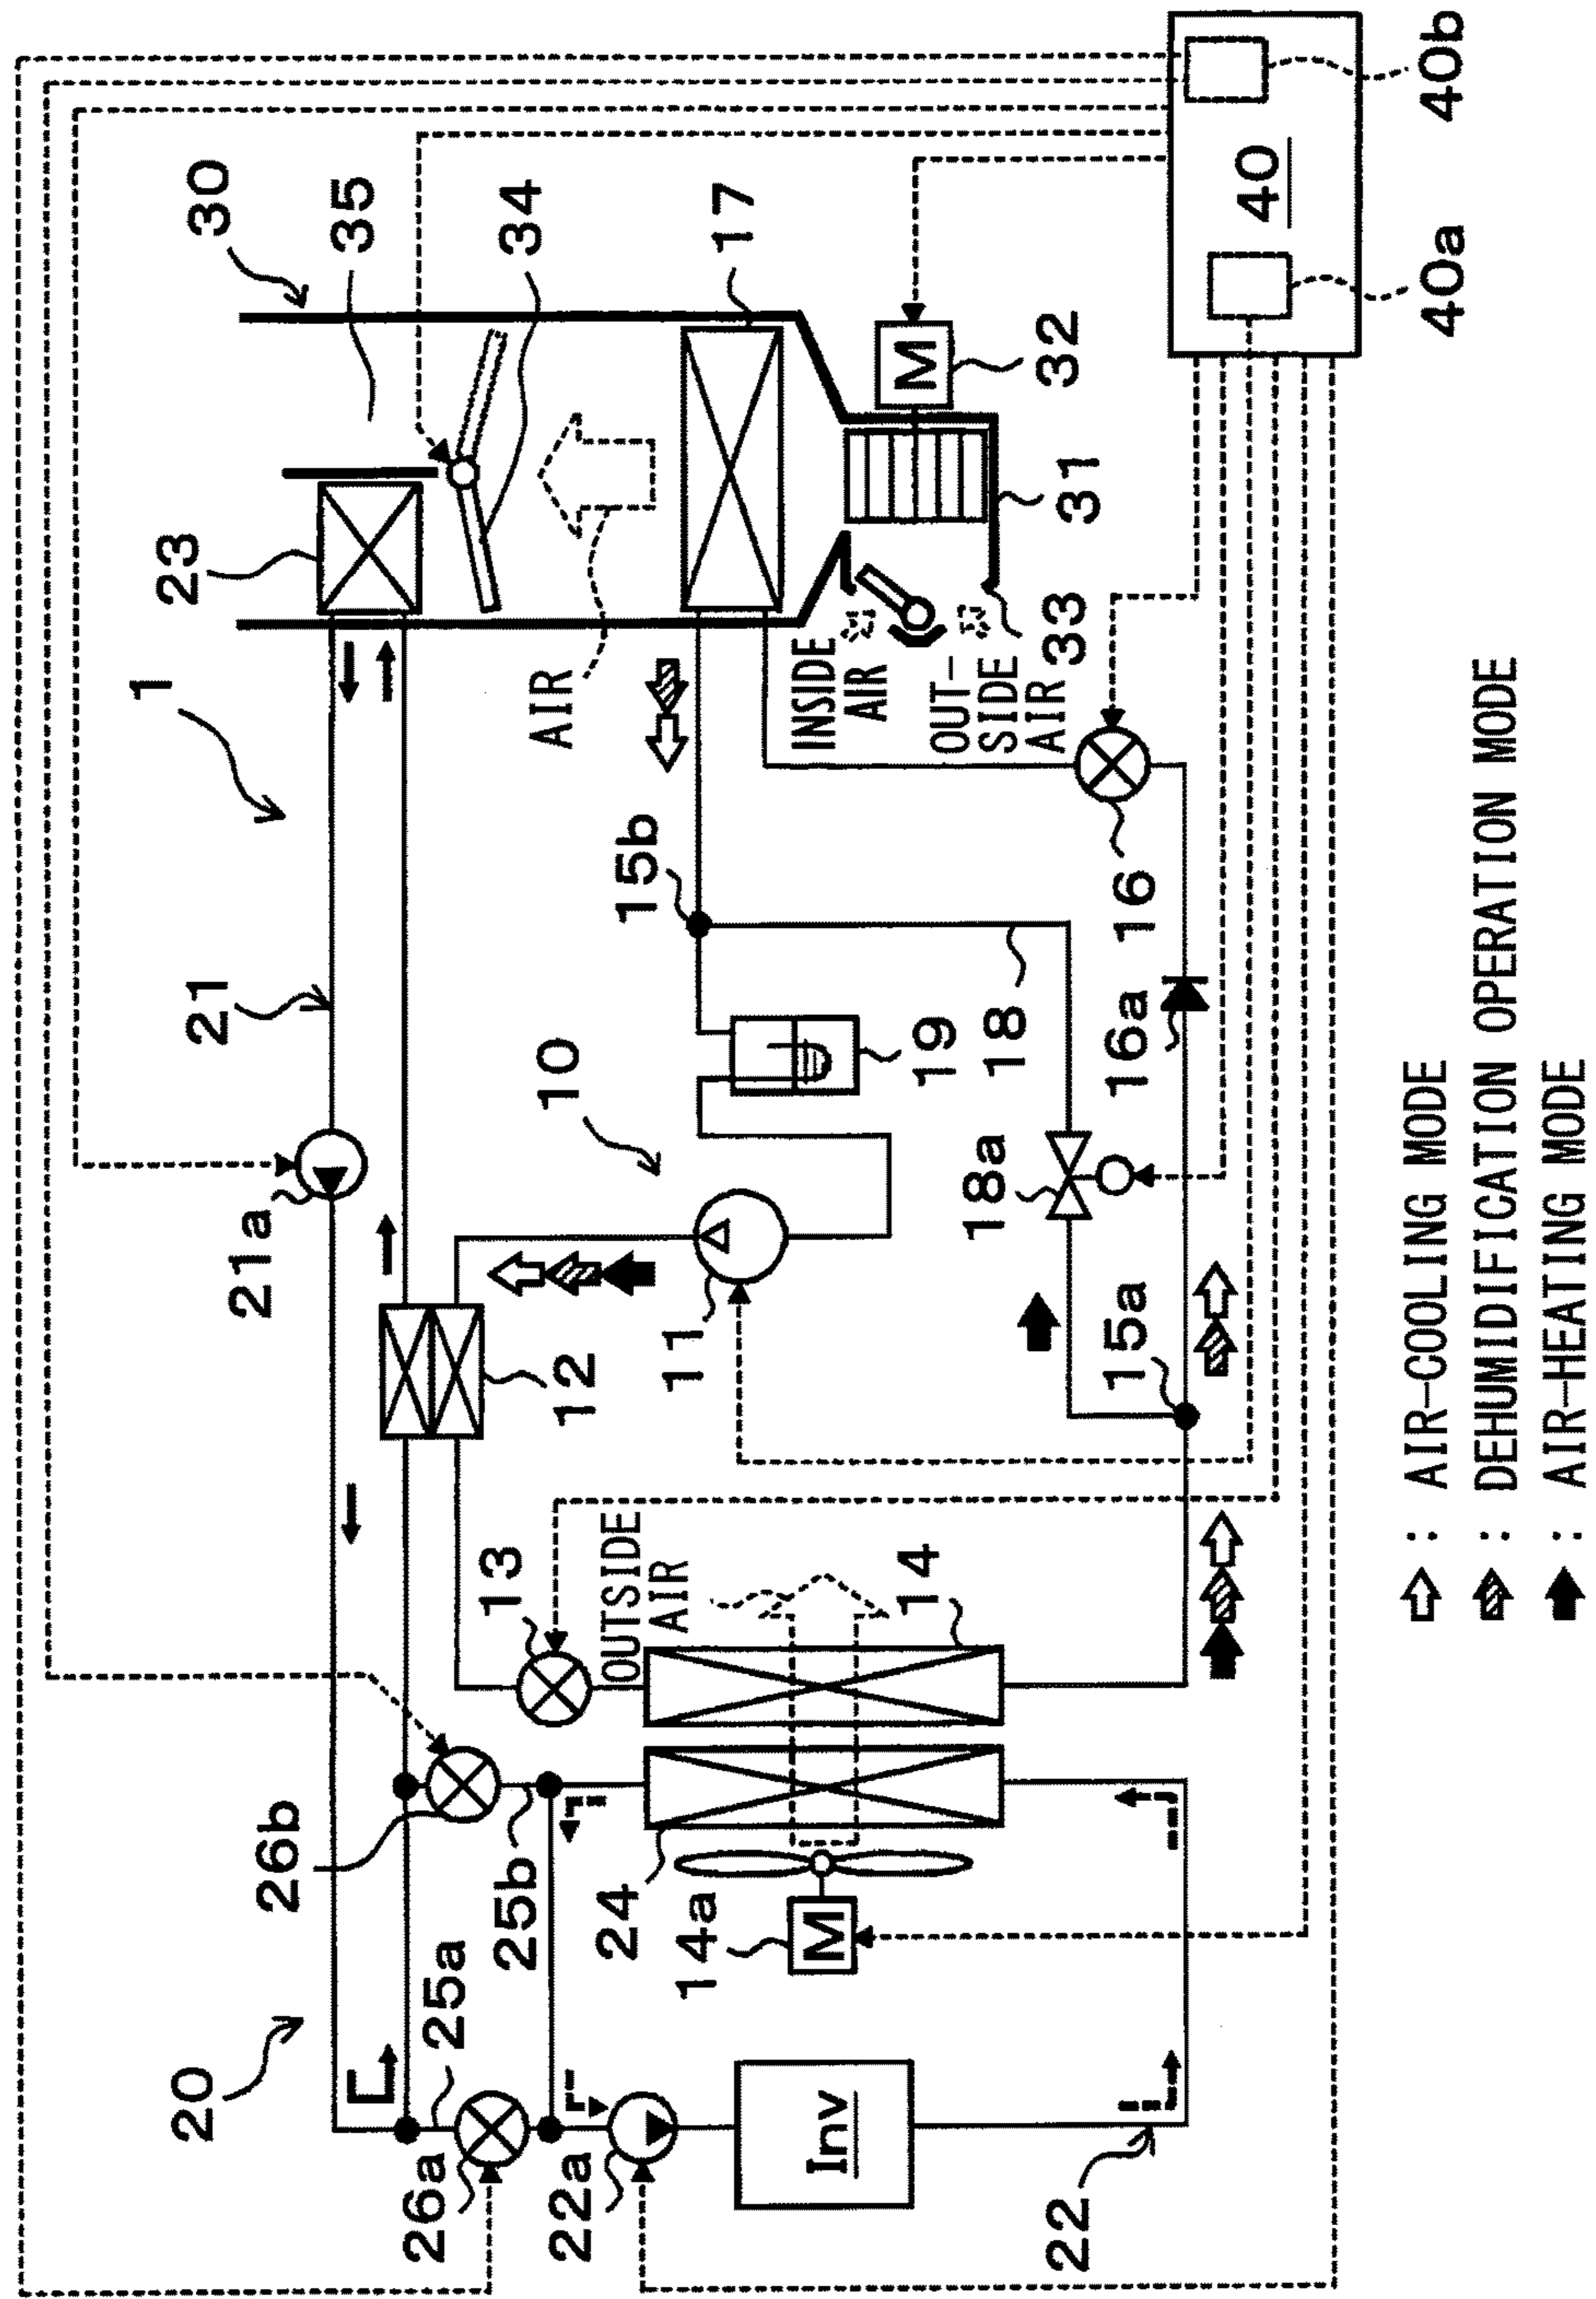 1
30
35
34
17
23
M
32
31
33
AIR
INSIDE
AIR
OUT-
SIDE
AIR
40
40a
40b
21
21a
10
15b
19
18
16
16a
18a
11
12
15a
13
OUTSIDE
AIR
14
20
26b
25b
25a
24
14a
M
26a
22a
Inv
22
: AIR-COOLING MODE
: DEHUMIDIFICATION OPERATION MODE
: AIR-HEATING MODE